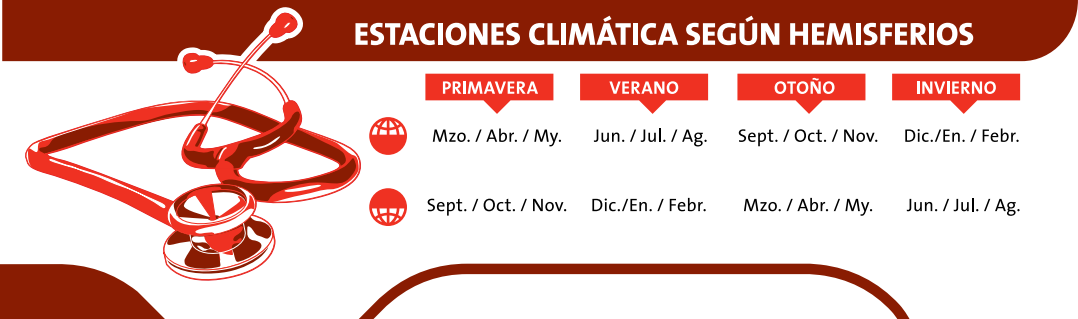 ESTACIONES CLIMÁTICA SEGÚN HEMISFERIOS
PRIMAVERA VERANO OTOÑO INVIERNO
Mzo. / Abr. / My. Jun. / Jul. / Ag. Sept. / Oct. / Nov. Dic./En. / Febr.
Sept. / Oct. / Nov. Dic./En. / Febr. Mzo. / Abr. / My. Jun. / Jul. / Ag.